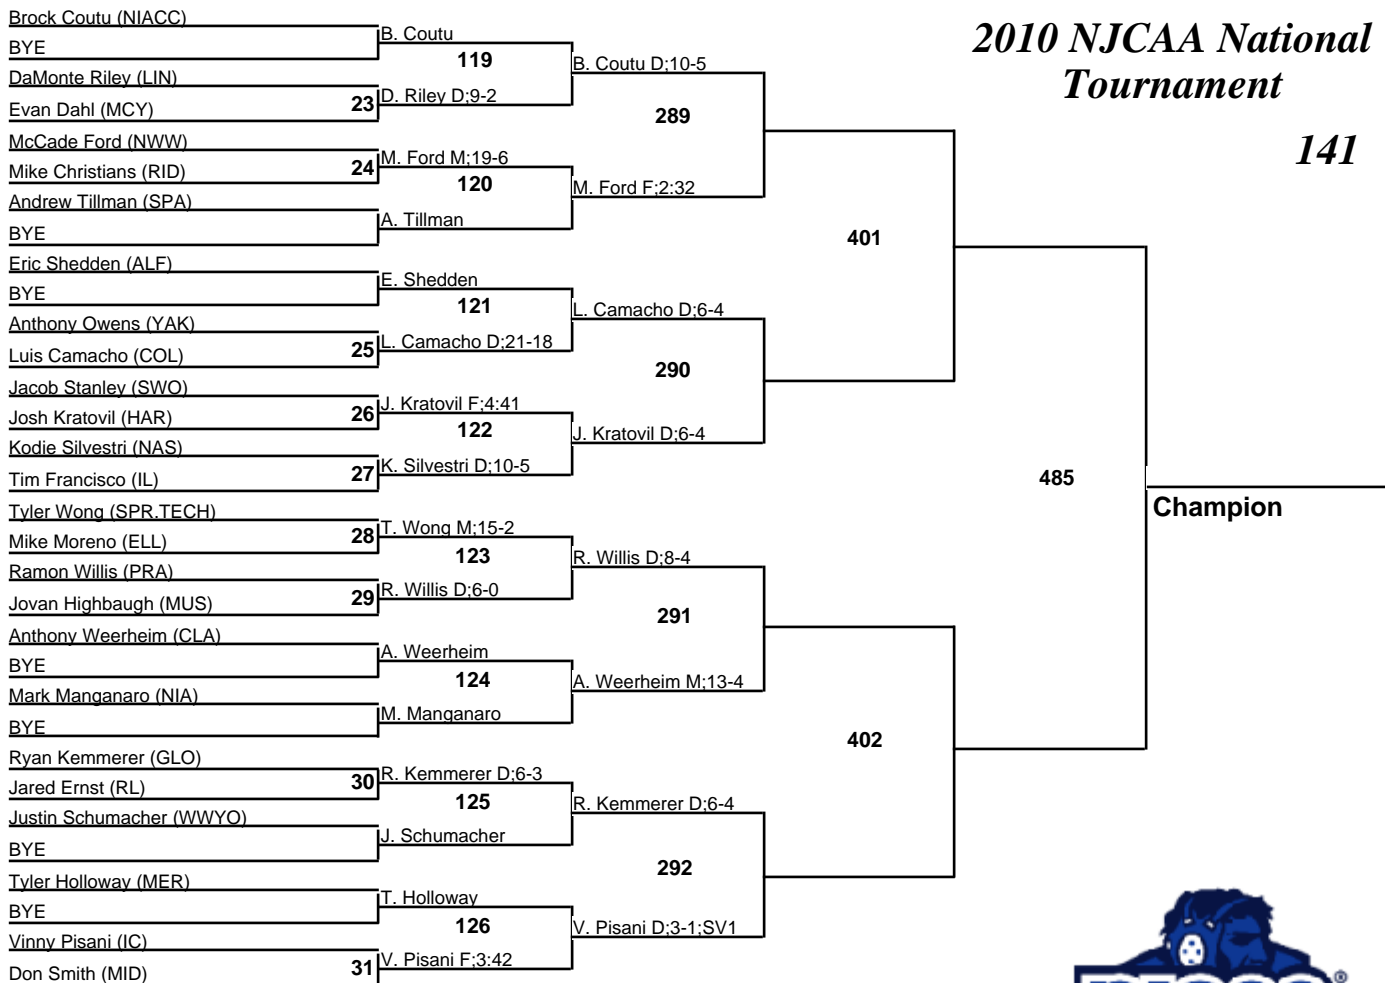 2010 NJCAA National
Tournament
141
Brock Coutu (NIACC)
BYE
DaMonte Riley (LIN)
Evan Dahl (MCY)
McCade Ford (NWW)
Mike Christians (RID)
Andrew Tillman (SPA)
BYE
Eric Shedden (ALF)
BYE
Anthony Owens (YAK)
Luis Camacho (COL)
Jacob Stanley (SWO)
Josh Kratovil (HAR)
Kodie Silvestri (NAS)
Tim Francisco (IL)
Tyler Wong (SPR.TECH)
Mike Moreno (ELL)
Ramon Willis (PRA)
Jovan Highbaugh (MUS)
Anthony Weerheim (CLA)
BYE
Mark Manganaro (NIA)
BYE
Ryan Kemmerer (GLO)
Jared Ernst (RL)
Justin Schumacher (WWYO)
BYE
Tyler Holloway (MER)
BYE
Vinny Pisani (IC)
Don Smith (MID)
23
24
25
26
27
28
29
30
31
B. Coutu
119
D. Riley D;9-2
M. Ford M;19-6
120
A. Tillman
E. Shedden
121
L. Camacho D;21-18
J. Kratovil F;4:41
122
K. Silvestri D;10-5
T. Wong M;15-2
123
R. Willis D;6-0
A. Weerheim
124
M. Manganaro
R. Kemmerer D;6-3
125
J. Schumacher
T. Holloway
126
V. Pisani F;3:42
B. Coutu D;10-5
289
M. Ford F;2:32
L. Camacho D;6-4
290
J. Kratovil D;6-4
R. Willis D;8-4
291
A. Weerheim M;13-4
R. Kemmerer D;6-4
292
V. Pisani D;3-1;SV1
401
402
485
Champion